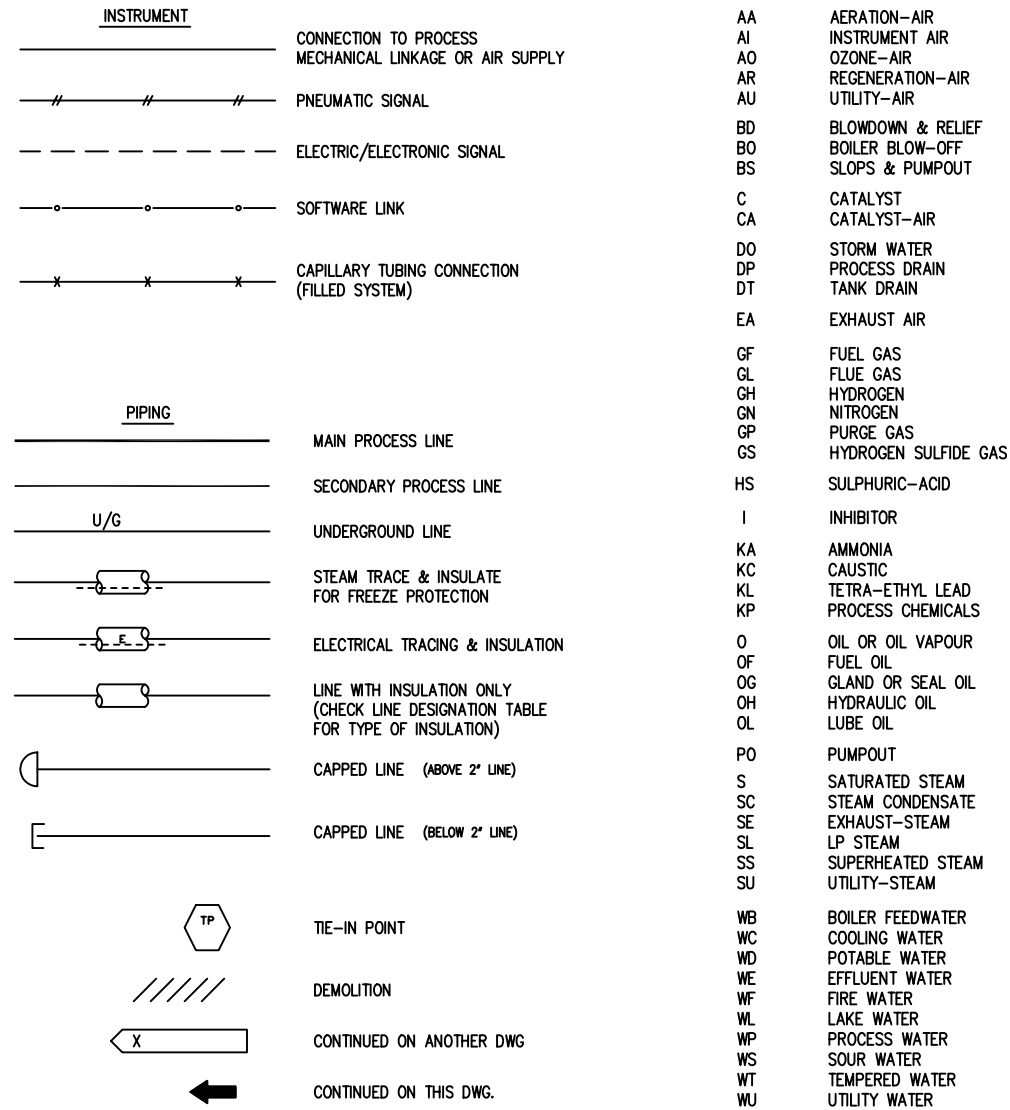 INSTRUMENT
CONNECTION TO PROCESS
MECHANICAL LINKAGE OR AIR SUPPLY
PNEUMATIC SIGNAL
ELECTRIC/ELECTRONIC SIGNAL
SOFTWARE LINK
CAPILLARY TUBING CONNECTION
(FILLED SYSTEM)
PIPING
MAIN PROCESS LINE
SECONDARY PROCESS LINE
U/G
UNDERGROUND LINE
STEAM TRACE & INSULATE
FOR FREEZE PROTECTION
E
ELECTRICAL TRACING & INSULATION
LINE WITH INSULATION ONLY
(CHECK LINE DESIGNATION TABLE
FOR TYPE OF INSULATION)
CAPPED LINE (ABOVE 2" LINE)
CAPPED LINE (BELOW 2" LINE)
TP
TIE-IN POINT
DEMOLITION
X
CONTINUED ON ANOTHER DWG
CONTINUED ON THIS DWG.
AA AERATION-AIR
AI INSTRUMENT AIR
AO OZONE-AIR
AR REGENERATION-AIR
AU UTILITY-AIR
BD BLOWDOWN & RELIEF
BO BOILER BLOW-OFF
BS SLOPS & PUMPOUT
C CATALYST
CA CATALYST-AIR
DO STORM WATER
DP PROCESS DRAIN
DT TANK DRAIN
EA EXHAUST AIR
GF FUEL GAS
GL FLUE GAS
GH HYDROGEN
GN NITROGEN
GP PURGE GAS
GS HYDROGEN SULFIDE GAS
HS SULPHURIC-ACID
I INHIBITOR
KA AMMONIA
KC CAUSTIC
KL TETRA-ETHYL LEAD
KP PROCESS CHEMICALS
O OIL OR OIL VAPOUR
OF FUEL OIL
OG GLAND OR SEAL OIL
OH HYDRAULIC OIL
OL LUBE OIL
PO PUMPOUT
S SATURATED STEAM
SC STEAM CONDENSATE
SE EXHAUST-STEAM
SL LP STEAM
SS SUPERHEATED STEAM
SU UTILITY-STEAM
WB BOILER FEEDWATER
WC COOLING WATER
WD POTABLE WATER
WE EFFLUENT WATER
WF FIRE WATER
WL LAKE WATER
WP PROCESS WATER
WS SOUR WATER
WT TEMPERED WATER
WU UTILITY WATER